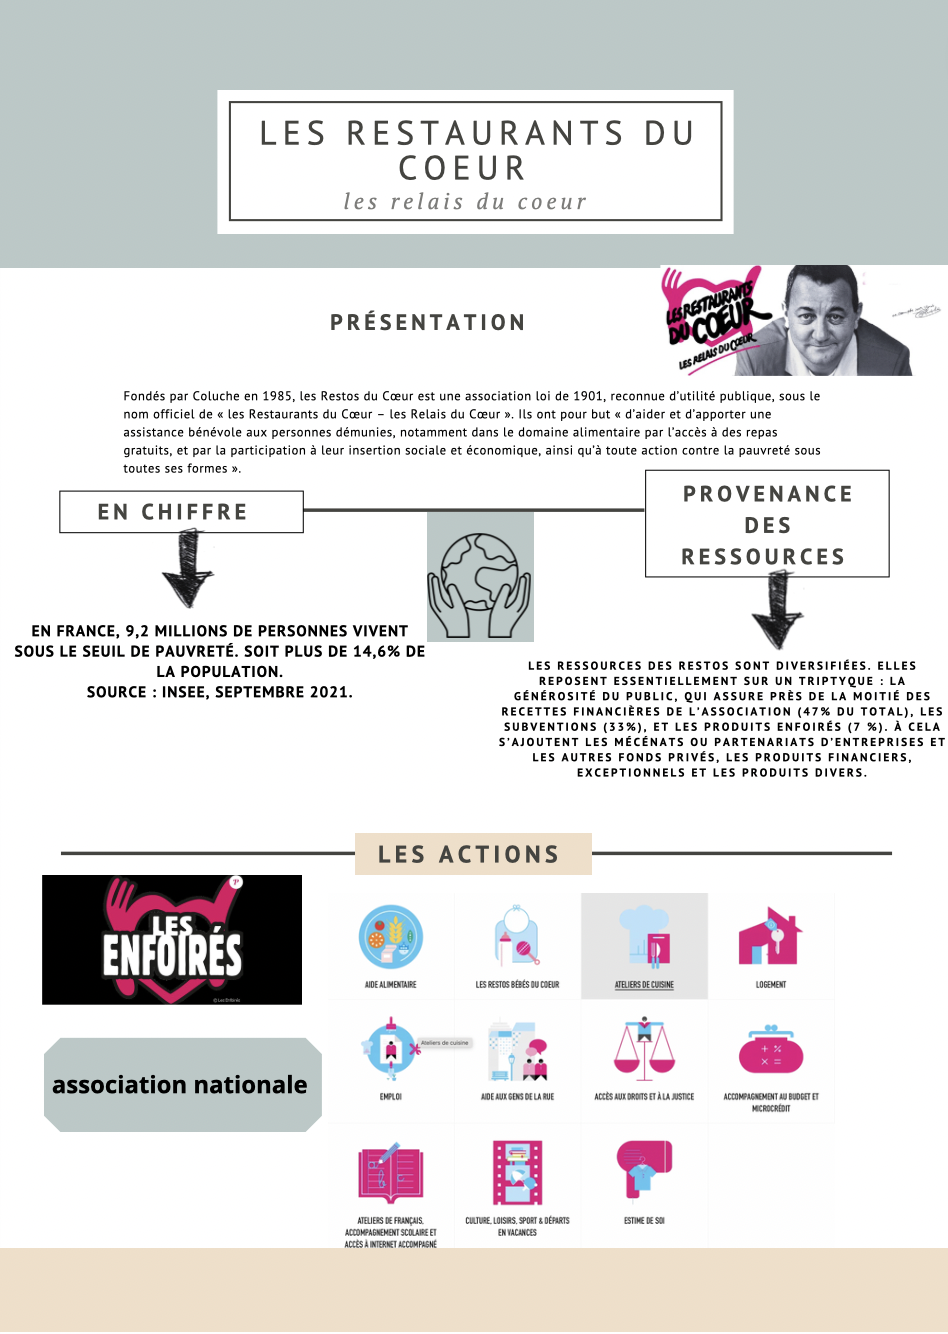 LES RESTAURANTS DU
COEUR
les relais du coeur
PRÉSENTATION
LES RESTAURANTS
DU CŒUR
LES RELAIS DU CŒUR
Fondés par Coluche en 1985, les Restos du Cœur est une association loi de 1901, reconnue d'utilité publique, sous le
nom officiel de « les Restaurants du Cœur – les Relais du Cœur ». Ils ont pour but « d'aider et d'apporter une
assistance bénévole aux personnes démunies, notamment dans le domaine alimentaire par l'accès à des repas
gratuits, et par la participation à leur insertion sociale et économique, ainsi qu'à toute action contre la pauvreté sous
toutes ses formes ».
EN CHIFFRE
PROVENANCE
DES
RESSOURCES
EN FRANCE, 9,2 MILLIONS DE PERSONNES VIVENT
SOUS LE SEUIL DE PAUVRETÉ. SOIT PLUS DE 14,6% DE
LA POPULATION.
SOURCE : INSEE, SEPTEMBRE 2021.
LES RESSOURCES DES RESTOS SONT DIVERSIFIÉES. ELLES
REPOSENT ESSENTIELLEMENT SUR UN TRIPTYQUE : LA
GÉNÉROSITÉ DU PUBLIC, QUI ASSURE PRÈS DE LA MOITIÉ DES
RECETTES FINANCIÈRES DE L'ASSOCIATION (47% DU TOTAL), LES
SUBVENTIONS (33%), ET LES PRODUITS ENFOIRÉS (7 %). À CELA
S'AJOUTENT LES MÉCÉNATS OU PARTENARIATS D'ENTREPRISES ET
LES AUTRES FONDS PRIVÉS, LES PRODUITS FINANCIERS,
EXCEPTIONNELS ET LES PRODUITS DIVERS.
LES ACTIONS
LES
ENFOIRÉS
© Les Enfoirés
association nationale
AIDE ALIMENTAIRE
LES RESTOS BÉBÉS DU COEUR
ATELIERS DE CUISINE
LOGEMENT
Ateliers de cuisine
EMPLOI
AIDE AUX GENS DE LA RUE
ACCÈS AUX DROITS ET À LA JUSTICE
ACCOMPAGNEMENT AU BUDGET ET
MICROCRÉDIT
ATELIERS DE FRANÇAIS,
ACCOMPAGNEMENT SCOLAIRE ET
ACCÈS À INTERNET ACCOMPAGNÉ
CULTURE, LOISIRS, SPORT & DÉPARTS
EN VACANCES
ESTIME DE SOI